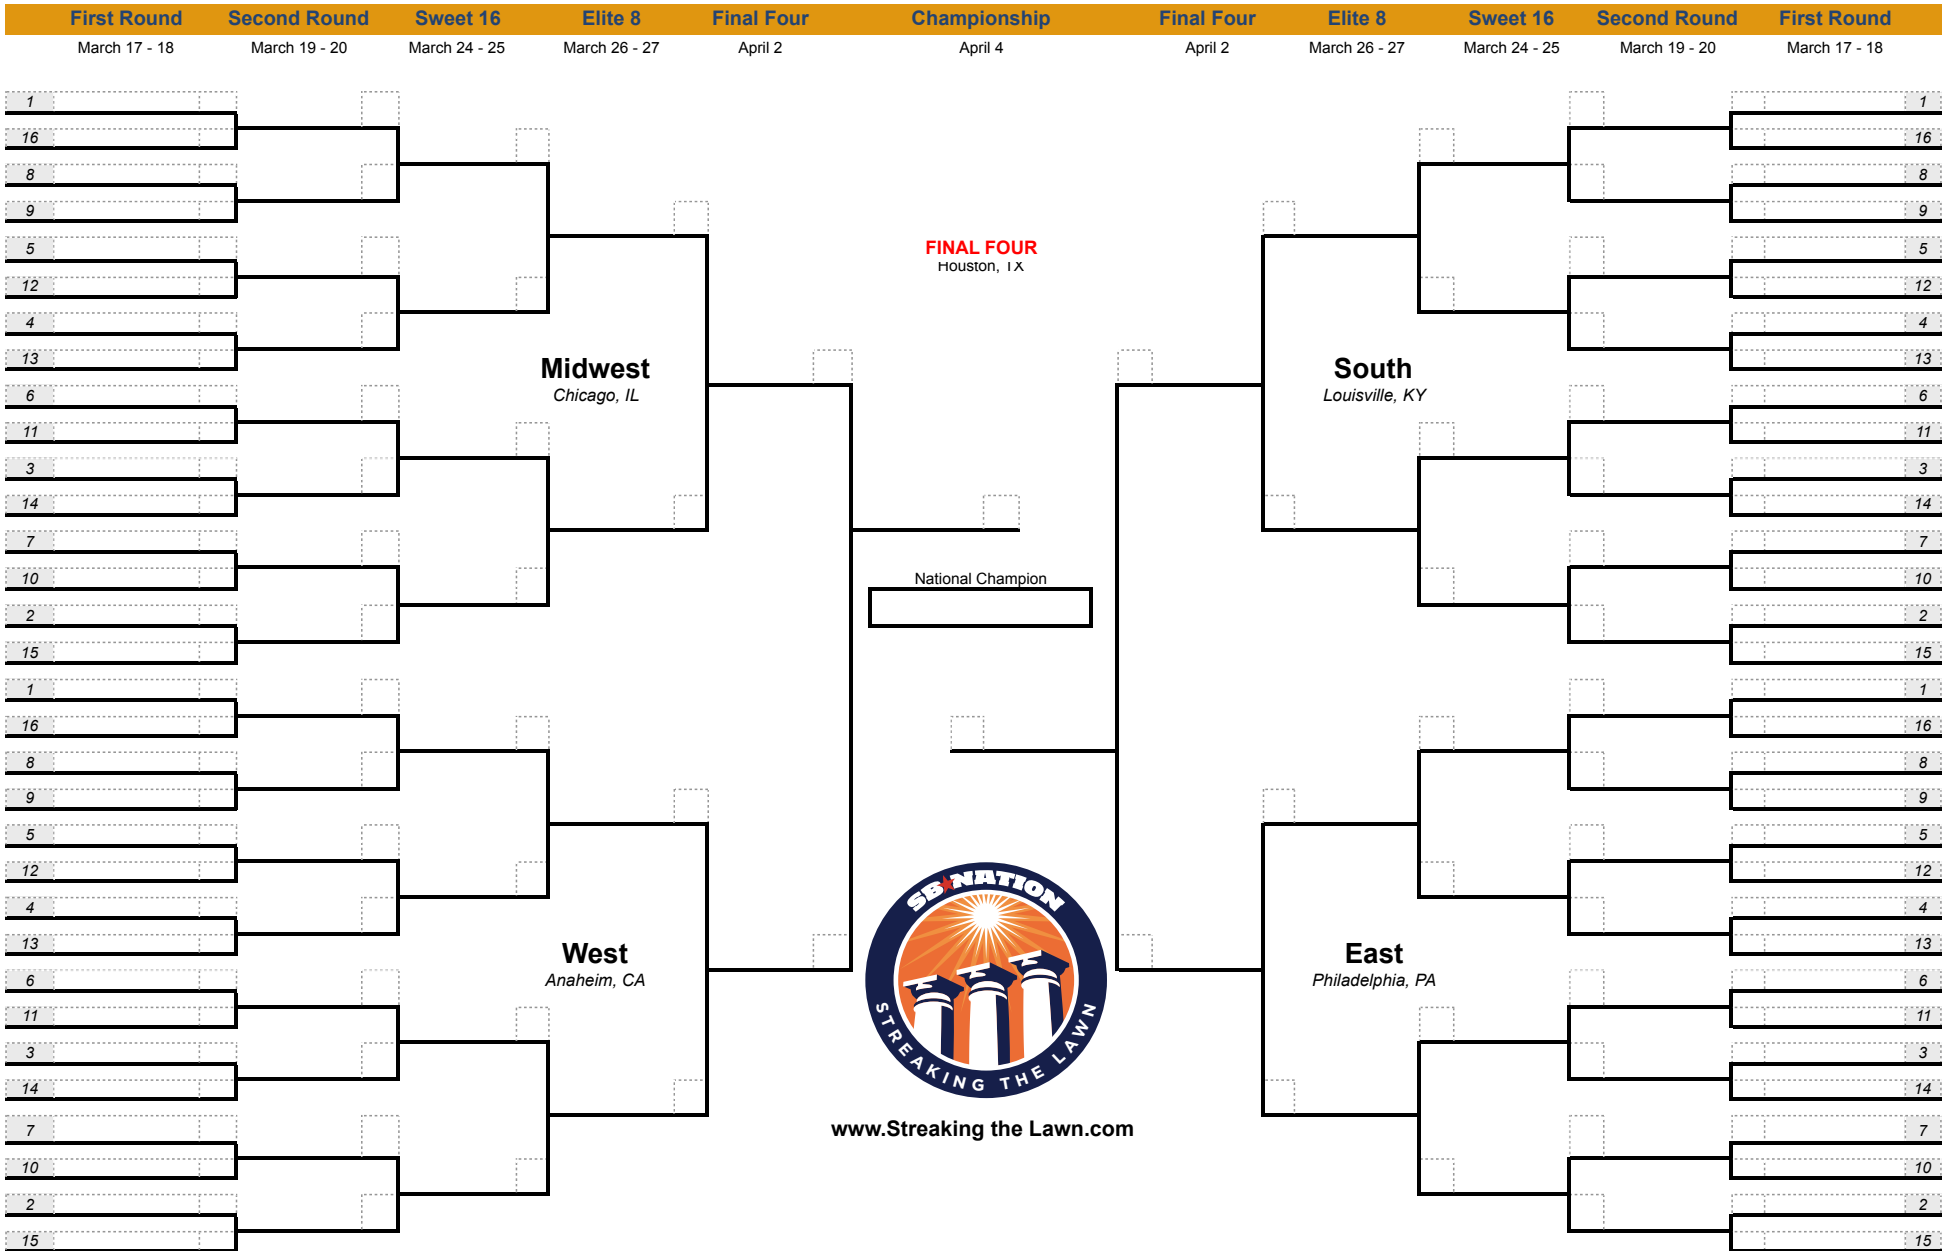 First Round Second Round Sweet 16 Elite 8 Final Four Championship Final Four Elite 8 Sweet 16 Second Round First Round
March 17 - 18 March 19 - 20 March 24 - 25 March 26 - 27 April 2 April 4 April 2 March 26 - 27 March 24 - 25 March 19 - 20 March 17 - 18
1 1
16 16
8 8
9 9
5 FINAL FOUR 5
Houston, TX
12 12
4 4
13 Midwest South 13
6 Chicago, IL Louisville, KY 6
11 11
3 3
14 14
7 7
10 National Champion 10
2 2
15 15
1 1
16 16
8 8
9 9
5 5
12 12
SB NATION
4 4
13 West East 13
6 Anaheim, CA Philadelphia, PA 6
11 11
3 3
STREAKING THE LAWN
14 14
7 www.Streaking the Lawn.com 7
10 10
2 2
15 15